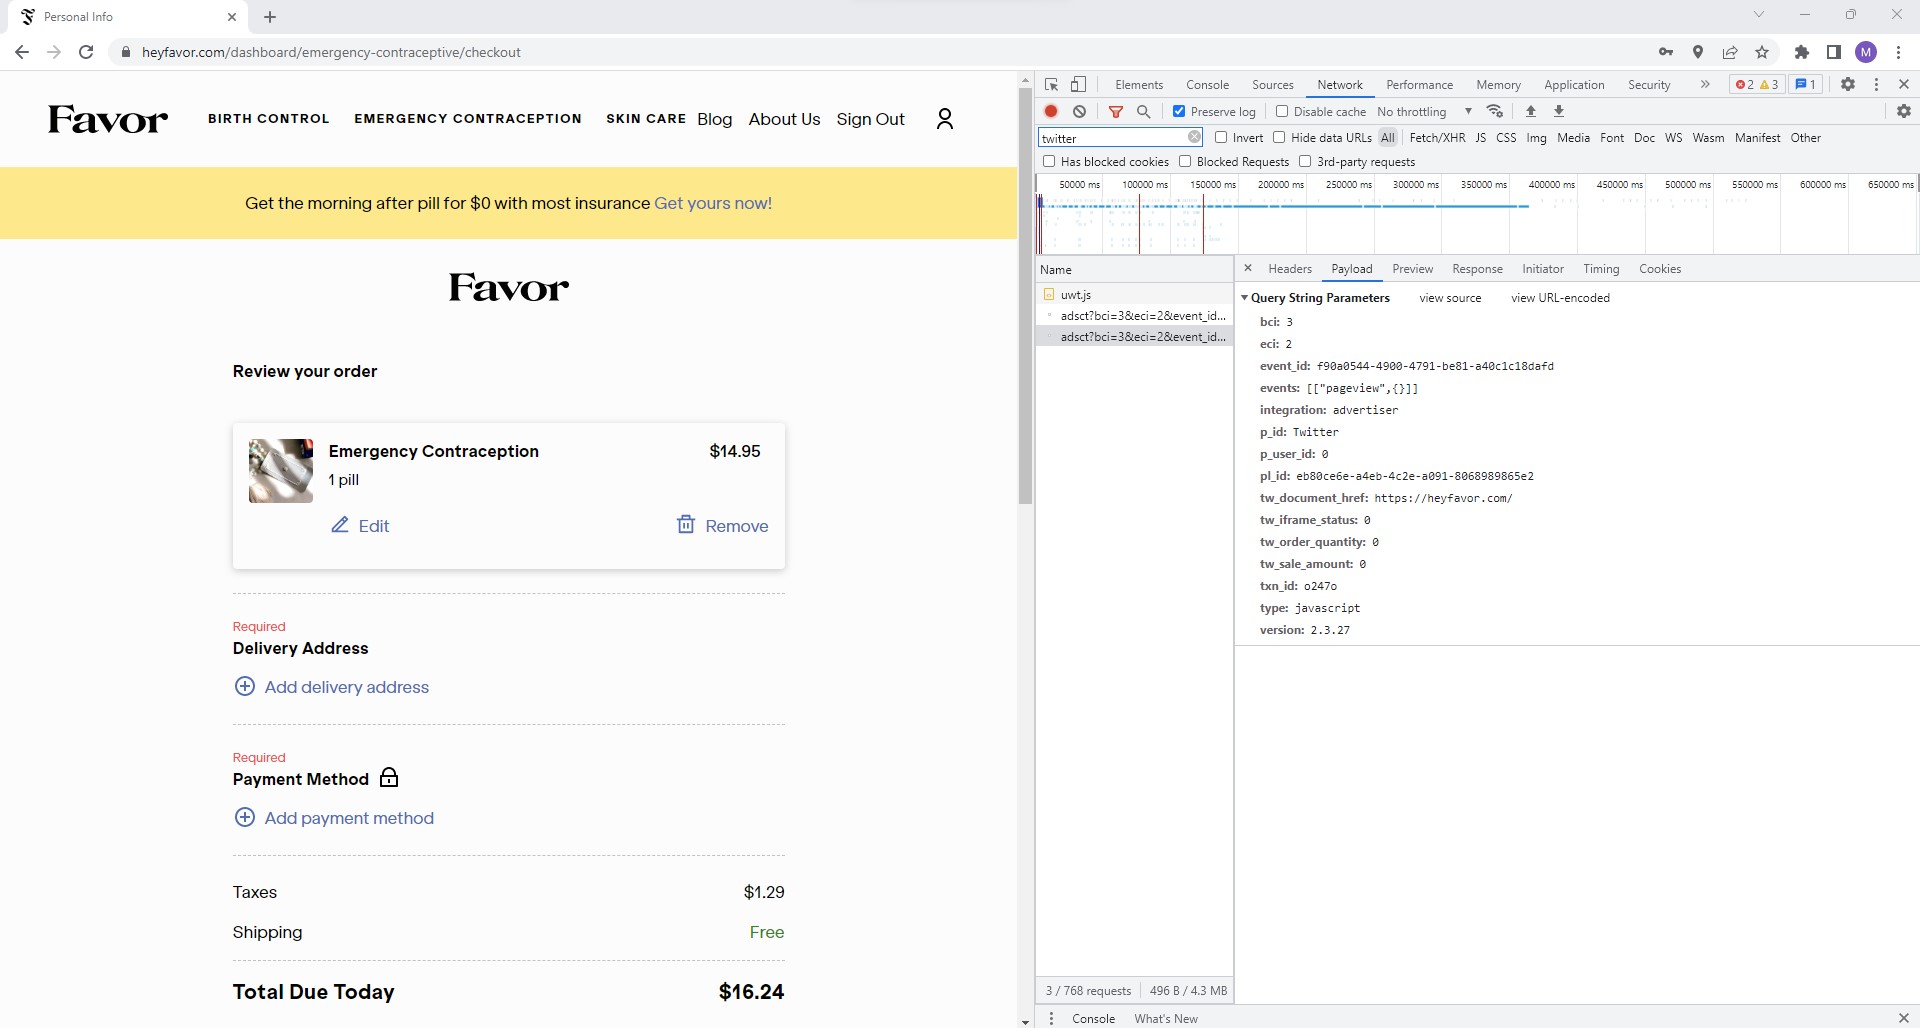 Personal Info
heyfavor.com/dashboard/emergency-contraceptive/checkout
M
Favor
BIRTH CONTROL EMERGENCY CONTRACEPTION SKIN CARE Blog About Us Sign Out
Get the morning after pill for $0 with most insurance Get yours now!
Favor
Review your order
Emergency Contraception $14.95
1 pill
Edit Remove
Required
Delivery Address
Add delivery address
Required
Payment Method
Add payment method
Taxes $1.29
Shipping Free
Total Due Today $16.24
Elements Console Sources Network Performance Memory Application Security » 2 3 1
Preserve log Disable cache No throttling
twitter Invert Hide data URLs All Fetch/XHR JS CSS Img Media Font Doc WS Wasm Manifest Other
Has blocked cookies Blocked Requests 3rd-party requests
50000 ms 100000 ms 150000 ms 200000 ms 250000 ms 300000 ms 350000 ms 400000 ms 450000 ms 500000 ms 550000 ms 600000 ms 650000 ms
Name
uwt.js
adsct?bci=3&eci=2&event_id...
adsct?bci=3&eci=2&event_id...
Headers Payload Preview Response Initiator Timing Cookies
Query String Parameters view source view URL-encoded
bci: 3
eci: 2
event_id: f90a0544-4900-4791-be81-a40c1c18dafd
events: [["pageview",{}]]
integration: advertiser
p_id: Twitter
p_user_id: 0
pl_id: eb80ce6e-a4eb-4c2e-a091-8068989865e2
tw_document_href: https://heyfavor.com/
tw_iframe_status: 0
tw_order_quantity: 0
tw_sale_amount: 0
txn_id: o247o
type: javascript
version: 2.3.27
3 / 768 requests 496 B / 4.3 MB
Console What's New